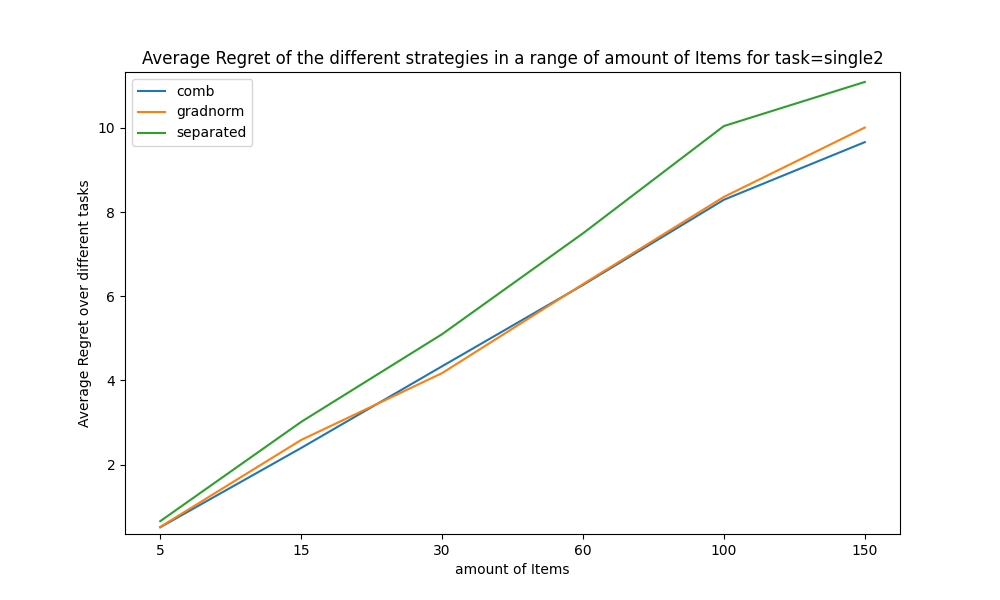 Average Regret of the different strategies in a range of amount of Items for task=single2
comb
gradnorm
separated
Average Regret over different tasks
10
8
6
4
2
5 15 30 60 100 150
amount of Items